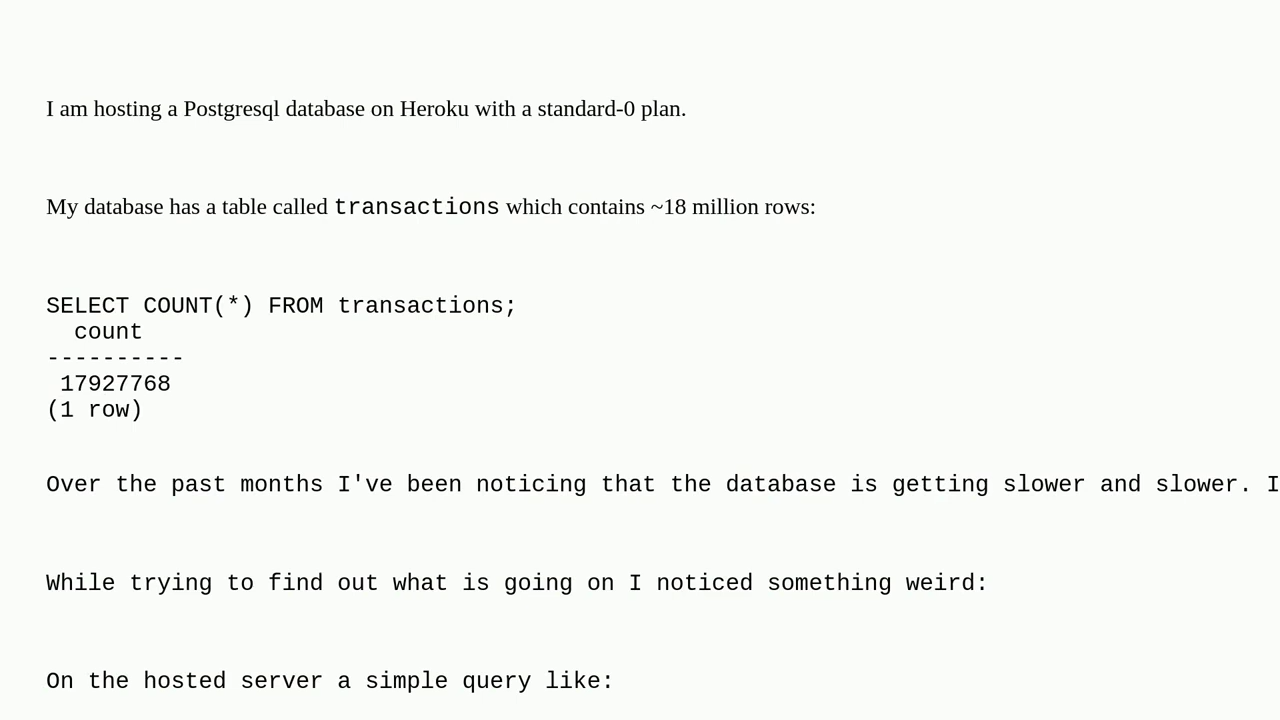 I am hosting a Postgresql database on Heroku with a standard-0 plan.
My database has a table called transactions which contains ~18 million rows:
SELECT COUNT(*) FROM transactions;
count
----------
17927768
(1 row)
Over the past months I've been noticing that the database is getting slower and slower. I
While trying to find out what is going on I noticed something weird:
On the hosted server a simple query like: